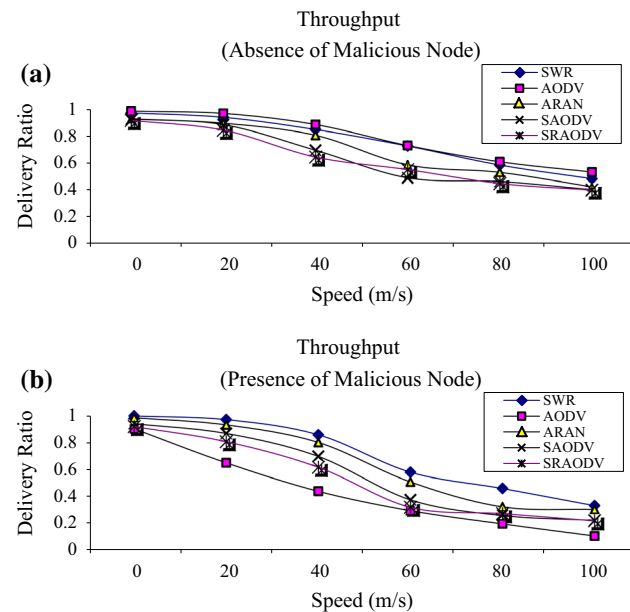 Throughput
(Absence of Malicious Node)
(a)
SWR
AODV
ARAN
SAODV
SRAODV
Delivery Ratio
1
0.8
0.6
0.4
0.2
0
0 20 40 60 80 100
Speed (m/s)
Throughput
(Presence of Malicious Node)
(b)
SWR
AODV
ARAN
SAODV
SRAODV
Delivery Ratio
1
0.8
0.6
0.4
0.2
0
0 20 40 60 80 100
Speed (m/s)